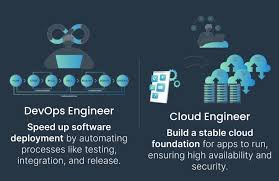 DevOps Engineer
Speed up software
deployment by automating
processes like testing,
integration, and release.
Cloud Engineer
Build a stable cloud
foundation for apps to run,
ensuring high availability and
security.